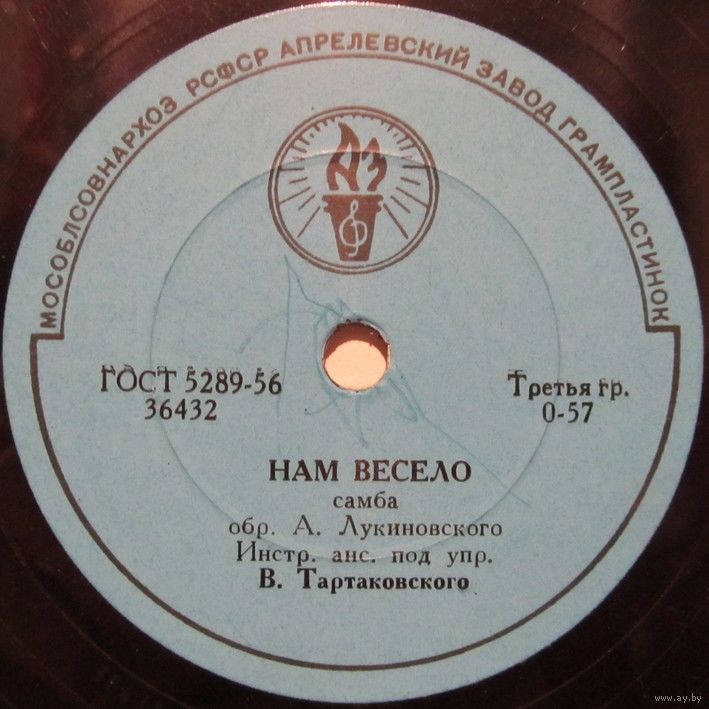 МОСОБЛСОВНАРХОЗ РСФСР АПРЕЛЕВСКИЙ ЗАВОД ГРАМПЛАСТИНОК
АЗ
ГОСТ 5289-56
36432
Третья гр.
0-57
НАМ ВЕСЕЛО
самба
обр. А. Лукиновского
Инстр. анс. под упр.
В. Тартаковского
www.ay.by